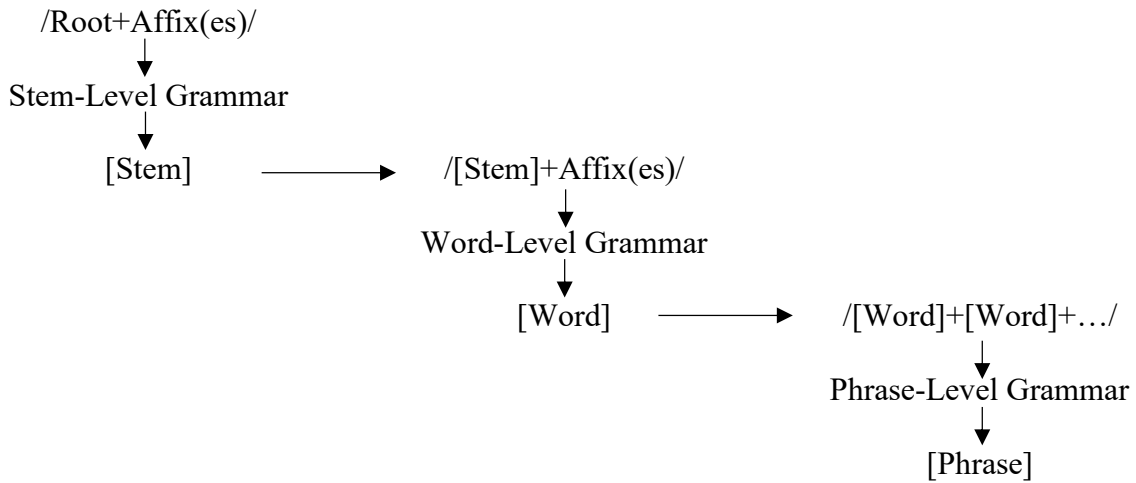 /Root+Affix(es)/
Stem-Level Grammar
[Stem]
/[Stem]+Affix(es)/
Word-Level Grammar
[Word]
/[Word]+[Word]+…/
Phrase-Level Grammar
[Phrase]